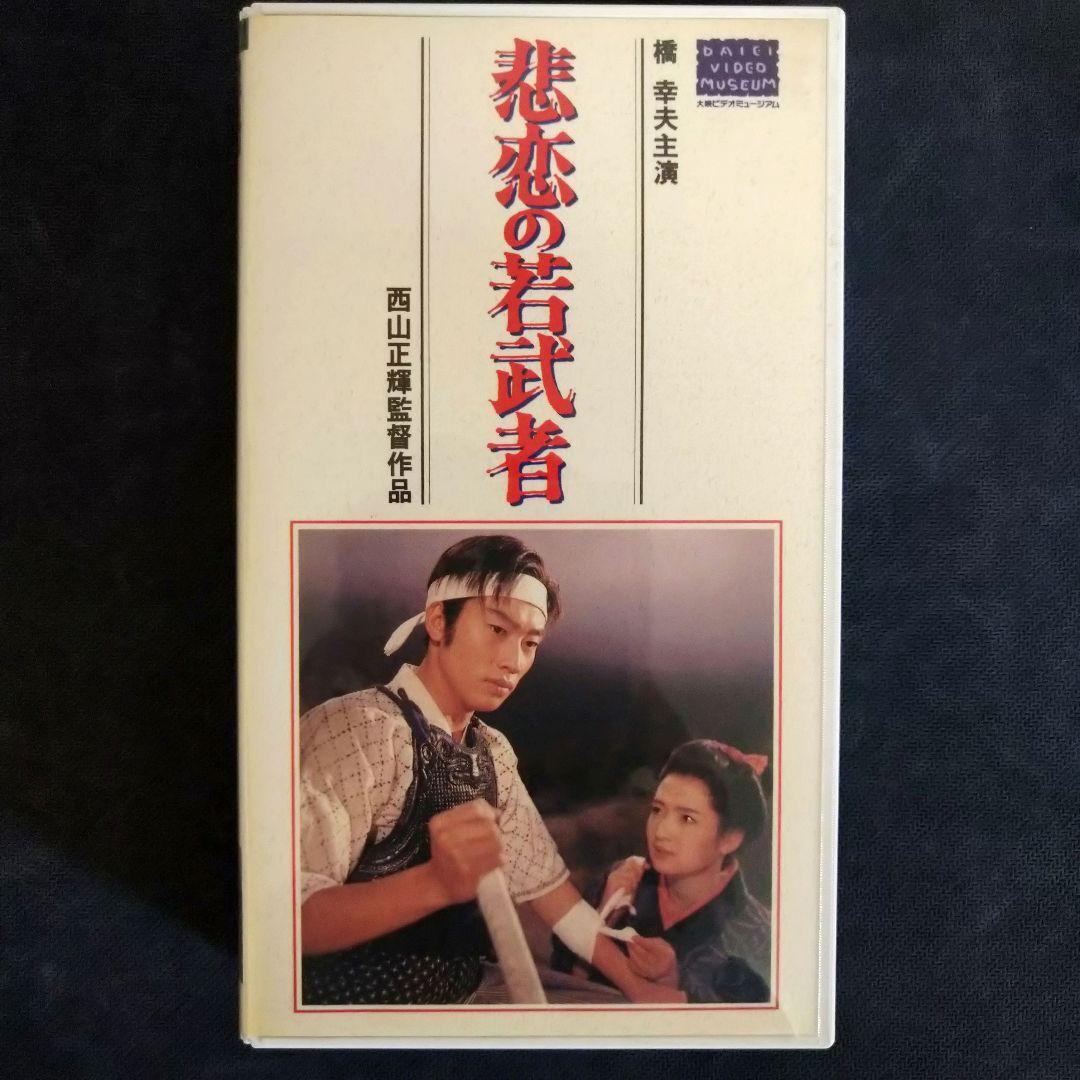 DAIEI
VIDEO
MUSEUM
大映ビデオミュージアム
橋 幸夫主演
悲恋の若武者
西山正輝監督作品